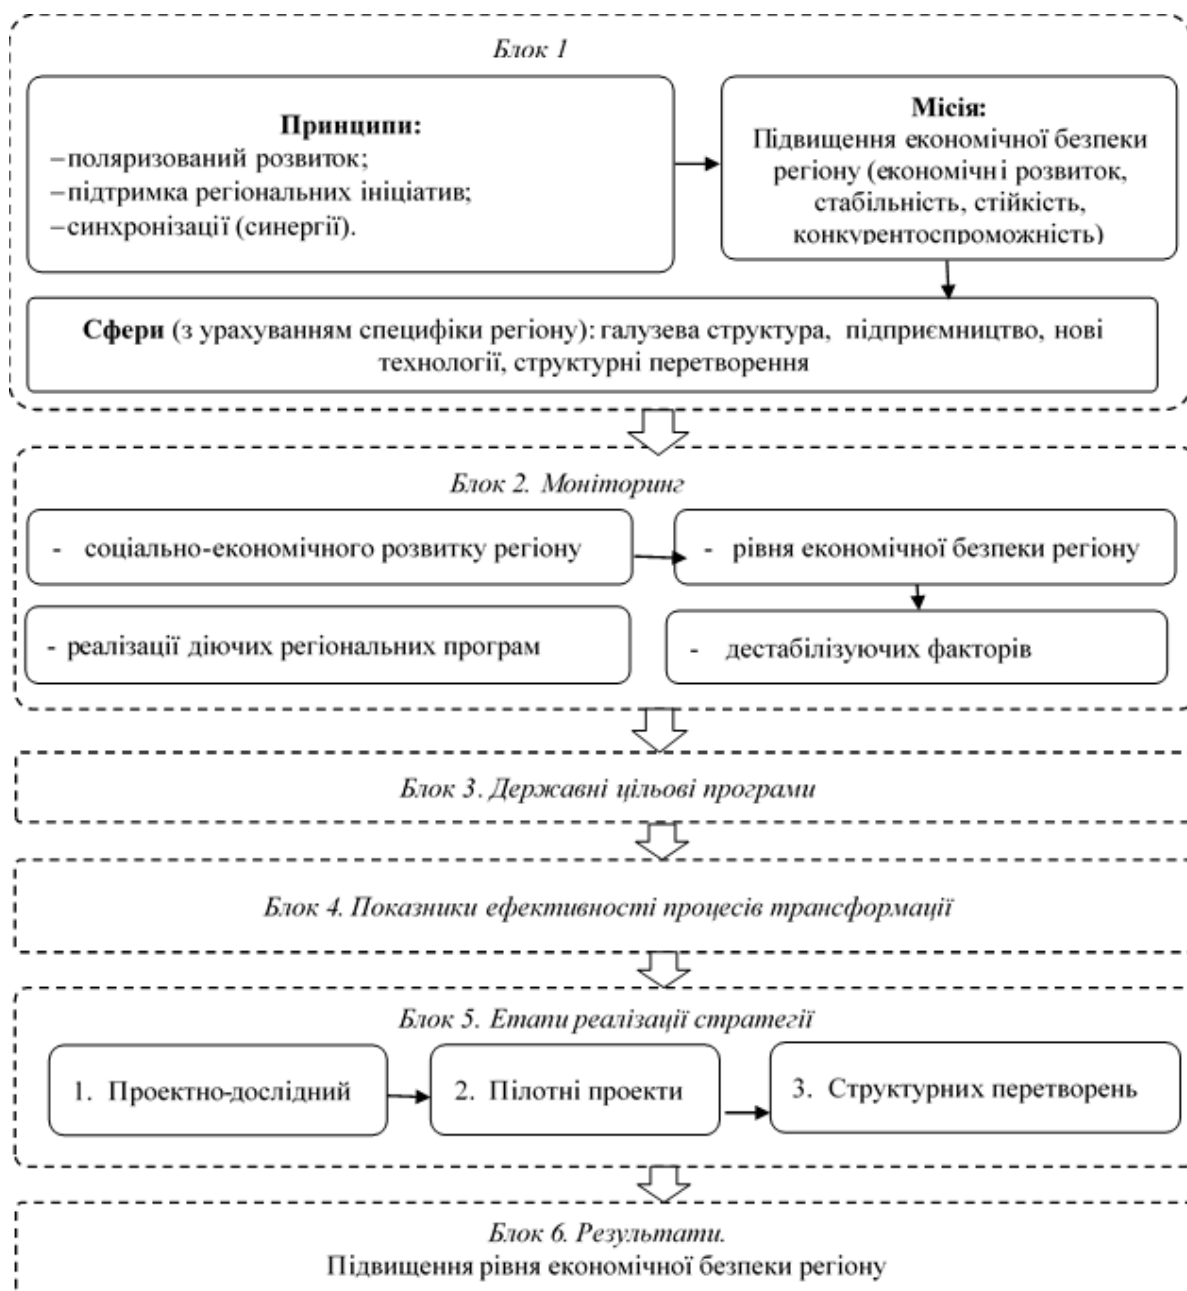 Блок 1
Принципи:
–поляризований розвиток;
–підтримка регіональних ініціатив;
–синхронізації (синергії).
Місія:
Підвищення економічної безпеки
регіону (економічні розвиток,
стабільність, стійкість,
конкурентоспроможність)
Сфери (з урахуванням специфіки регіону): галузева структура, підприємництво, нові
технології, структурні перетворення
Блок 2. Моніторинг
- соціально-економічного розвитку регіону
- рівня економічної безпеки регіону
- реалізації діючих регіональних програм
- дестабілізуючих факторів
Блок 3. Державні цільові програми
Блок 4. Показники ефективності процесів трансформації
Блок 5. Етапи реалізації стратегії
1. Проектно-дослідний
2. Пілотні проекти
3. Структурних перетворень
Блок 6. Результати.
Підвищення рівня економічної безпеки регіону